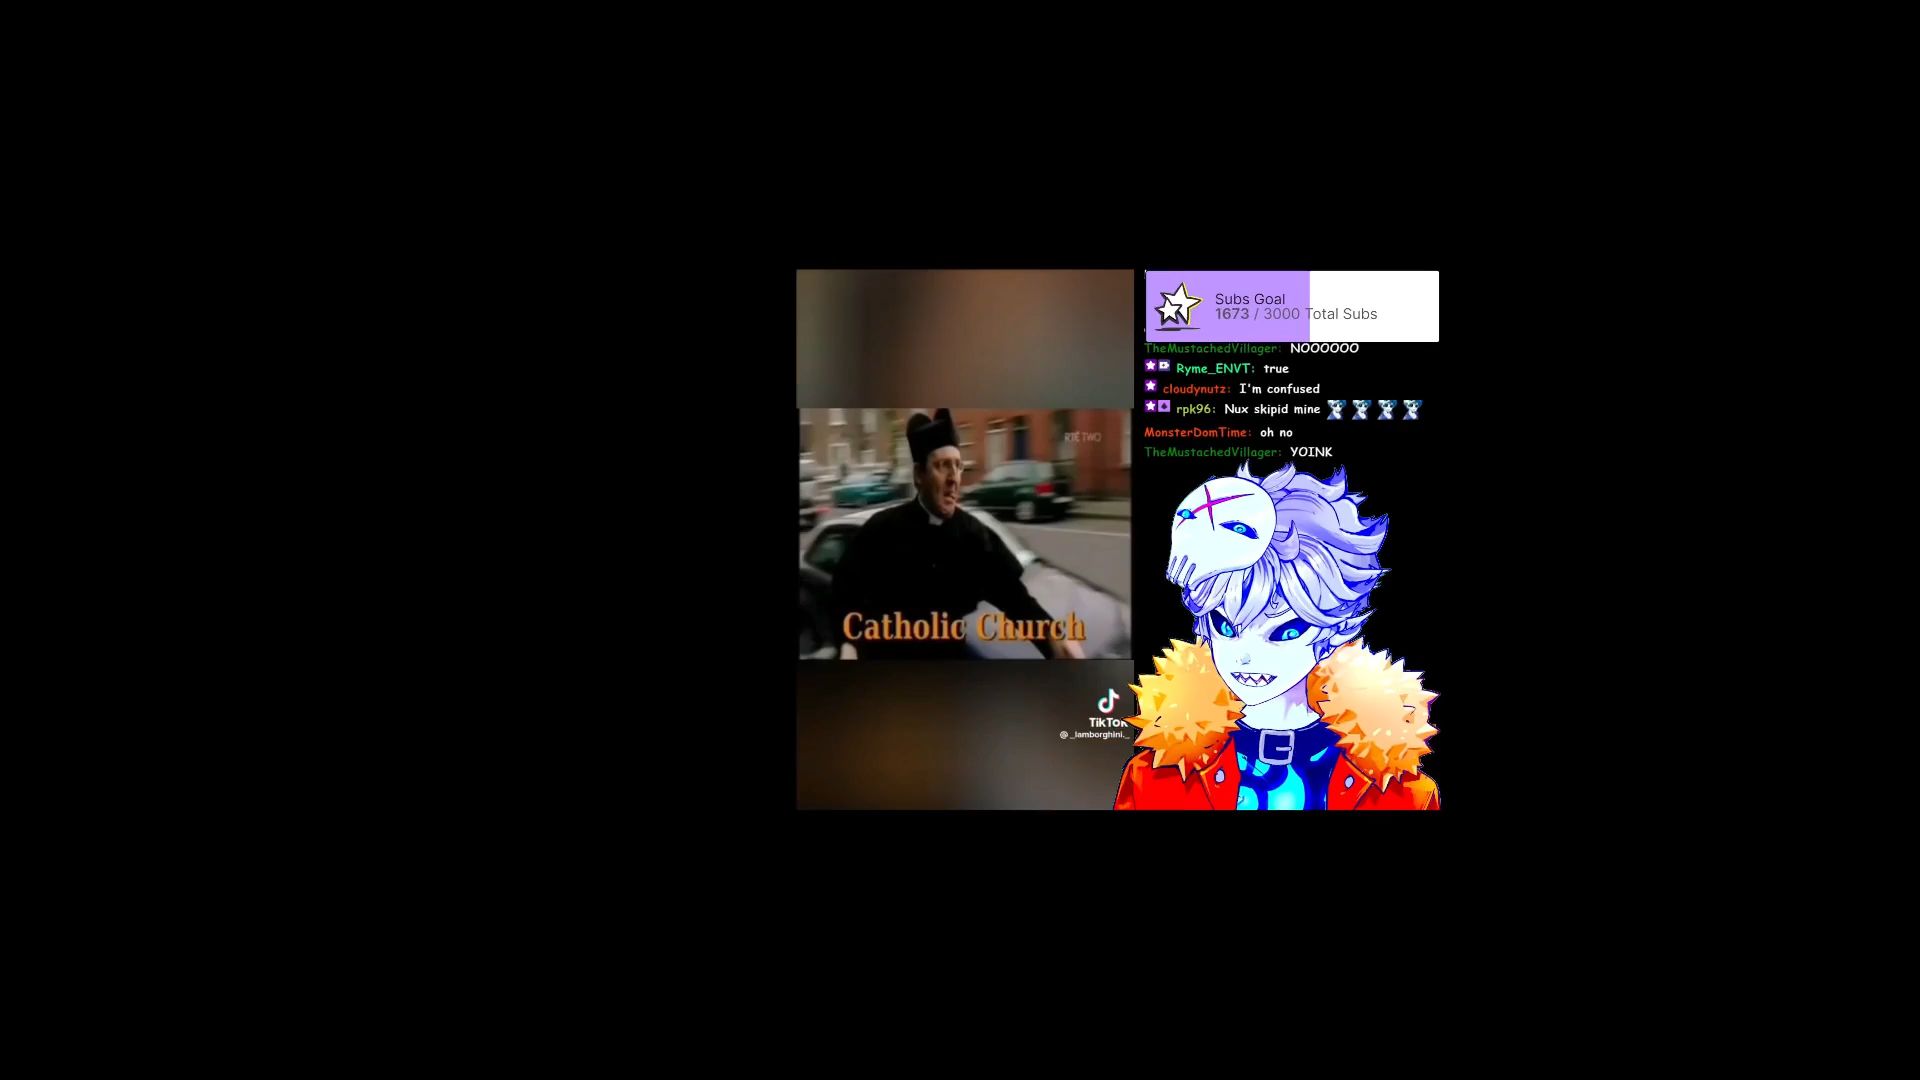 Subs Goal
1673 / 3000 Total Subs
TheMustachedVillager: NOOOOOO
Ryme_ENVT: true
cloudynutz: I'm confused
rpk96: Nux skipid mine
MonsterDomTime: oh no
TheMustachedVillager: YOINK
RTÉ TWO
Catholic Church
TikTok
@_lamborghini._